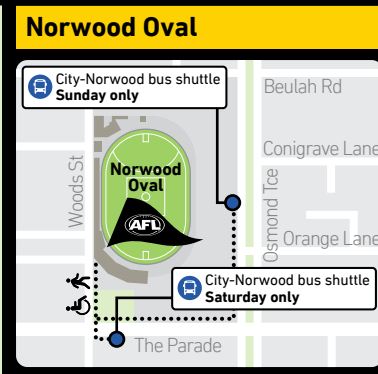 Norwood Oval
City-Norwood bus shuttle
Sunday only
Beulah Rd
Conigrave Lane
Norwood
Oval
Woods St
AFL
Osmond Tce
Orange Lane
City-Norwood bus shuttle
Saturday only
The Parade